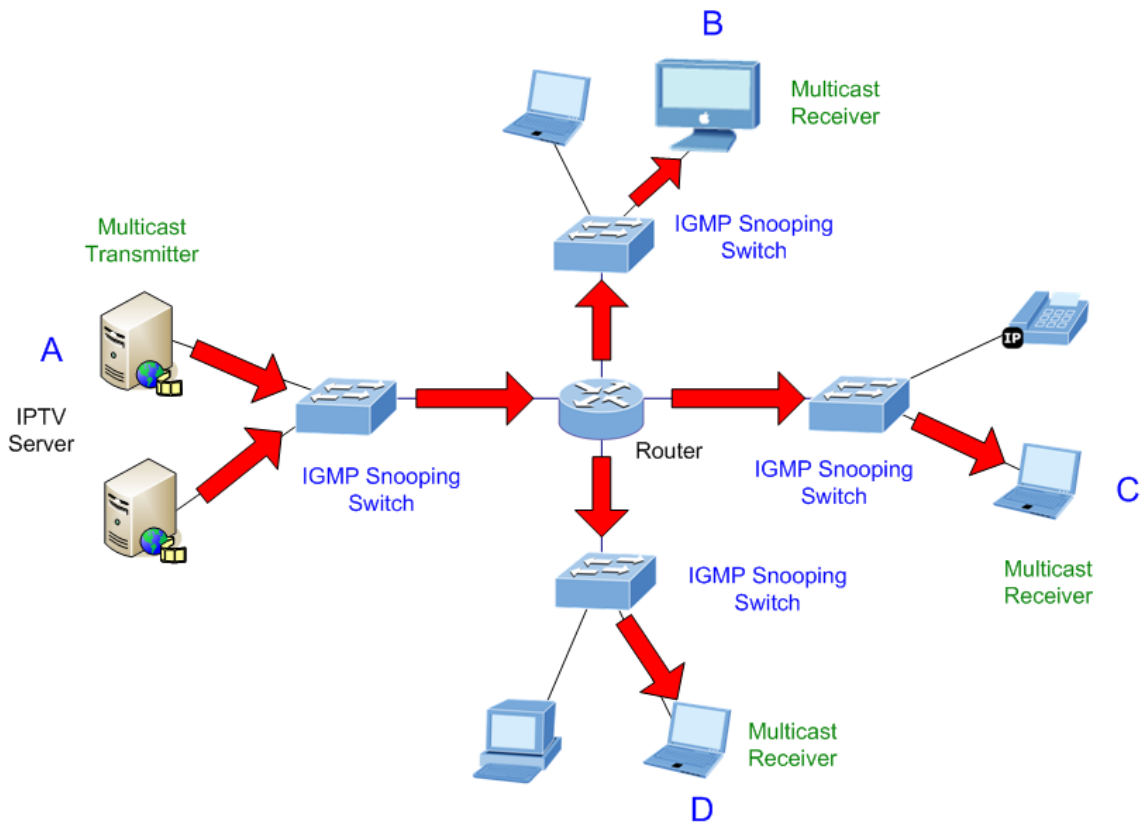 B
Multicast
Receiver
IGMP Snooping
Switch
Multicast
Transmitter
A
IPTV
Server
IGMP Snooping
Switch
Router
IP
IGMP Snooping
Switch
C
Multicast
Receiver
IGMP Snooping
Switch
Multicast
Receiver
D